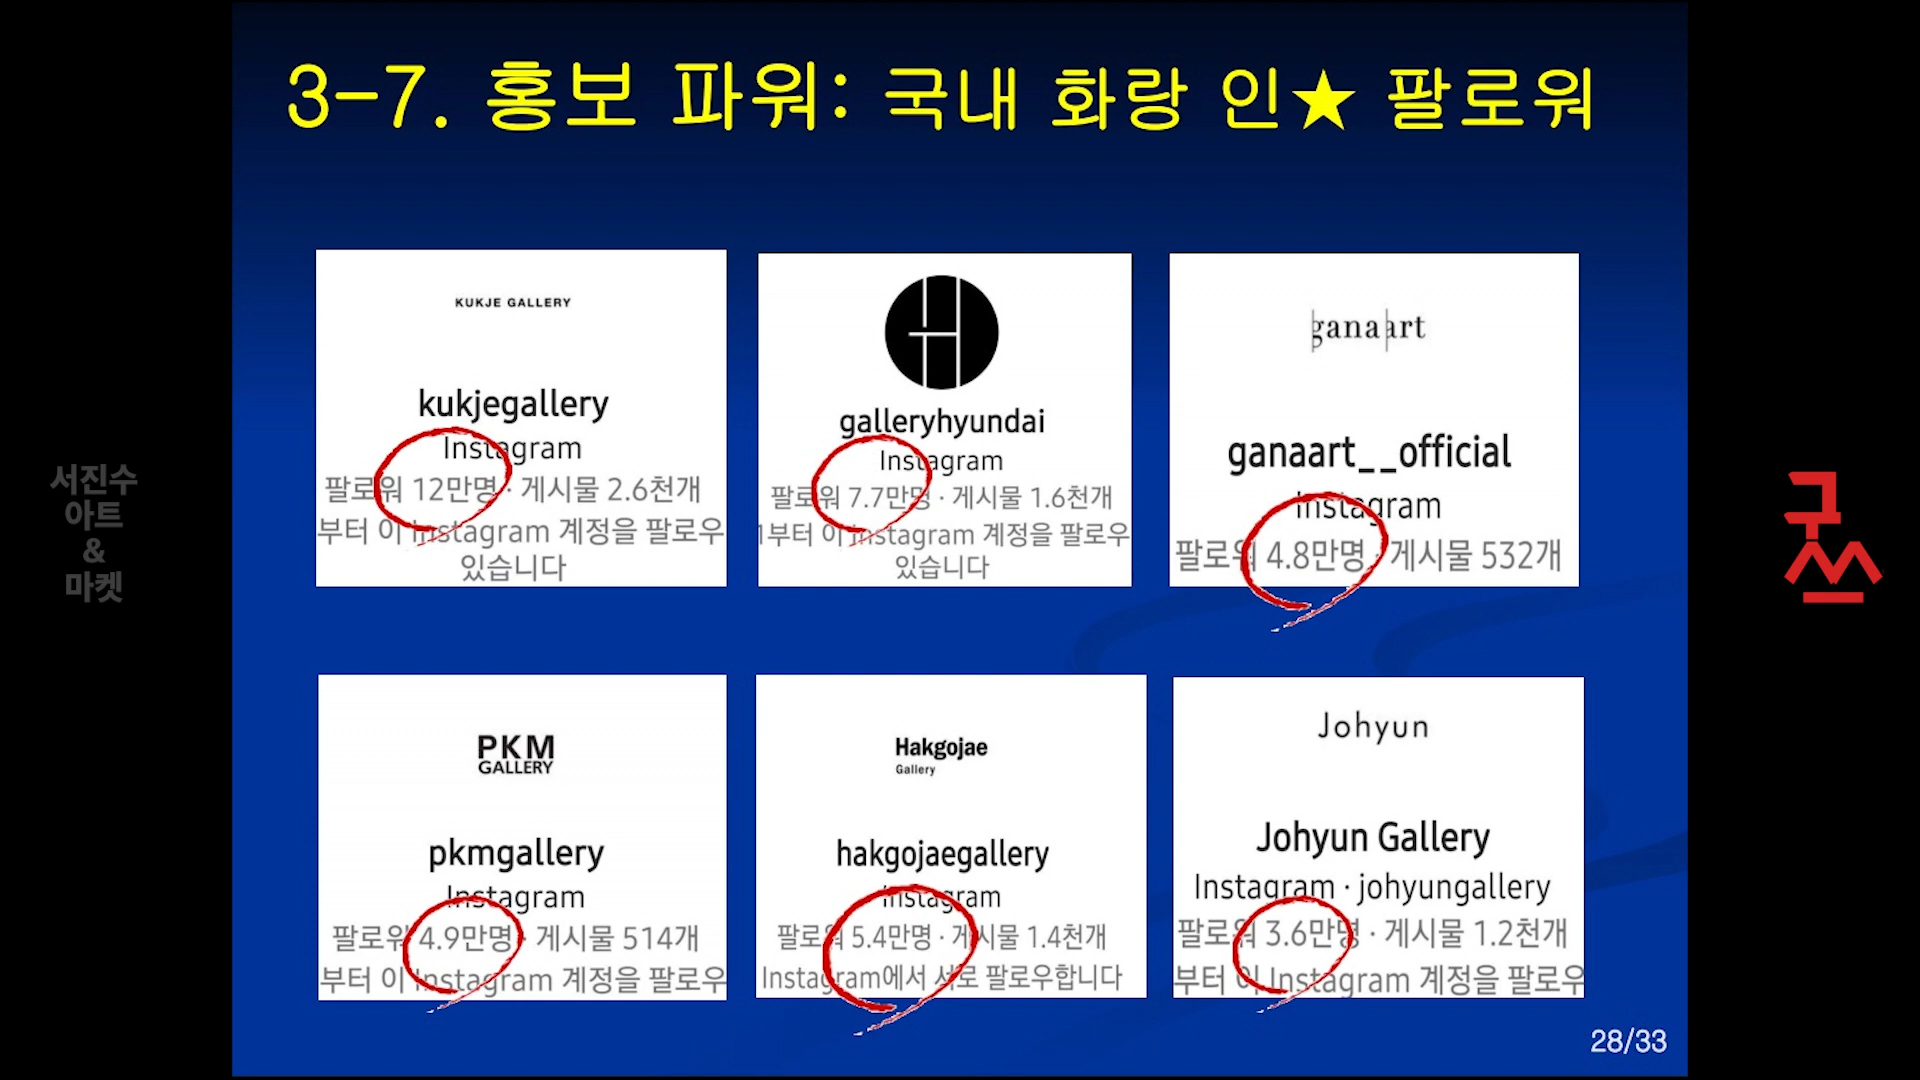 3-7. 홍보 파워: 국내 화랑 인★ 팔로워
KUKJE GALLERY
kukjegallery
Instagram
팔로워 12만명 · 게시물 2.6천개
부터 이 Instagram 계정을 팔로우
있습니다
galleryhyundai
Instagram
팔로워 7.7만명 · 게시물 1.6천개
1부터 이 Instagram 계정을 팔로우
있습니다
gana art
ganaart__official
Instagram
팔로워 4.8만명 · 게시물 532개
PKM
GALLERY
pkmgallery
Instagram
팔로워 4.9만명 · 게시물 514개
부터 이 Instagram 계정을 팔로우
Hakgojae
Gallery
hakgojaegallery
Instagram
팔로워 5.4만명 · 게시물 1.4천개
Instagram에서 서로 팔로우합니다
Johyun
Johyun Gallery
Instagram · johyungallery
팔로워 3.6만명 · 게시물 1.2천개
부터 이 Instagram 계정을 팔로우
28/33
서진수
아트
&
마켓
구쓰